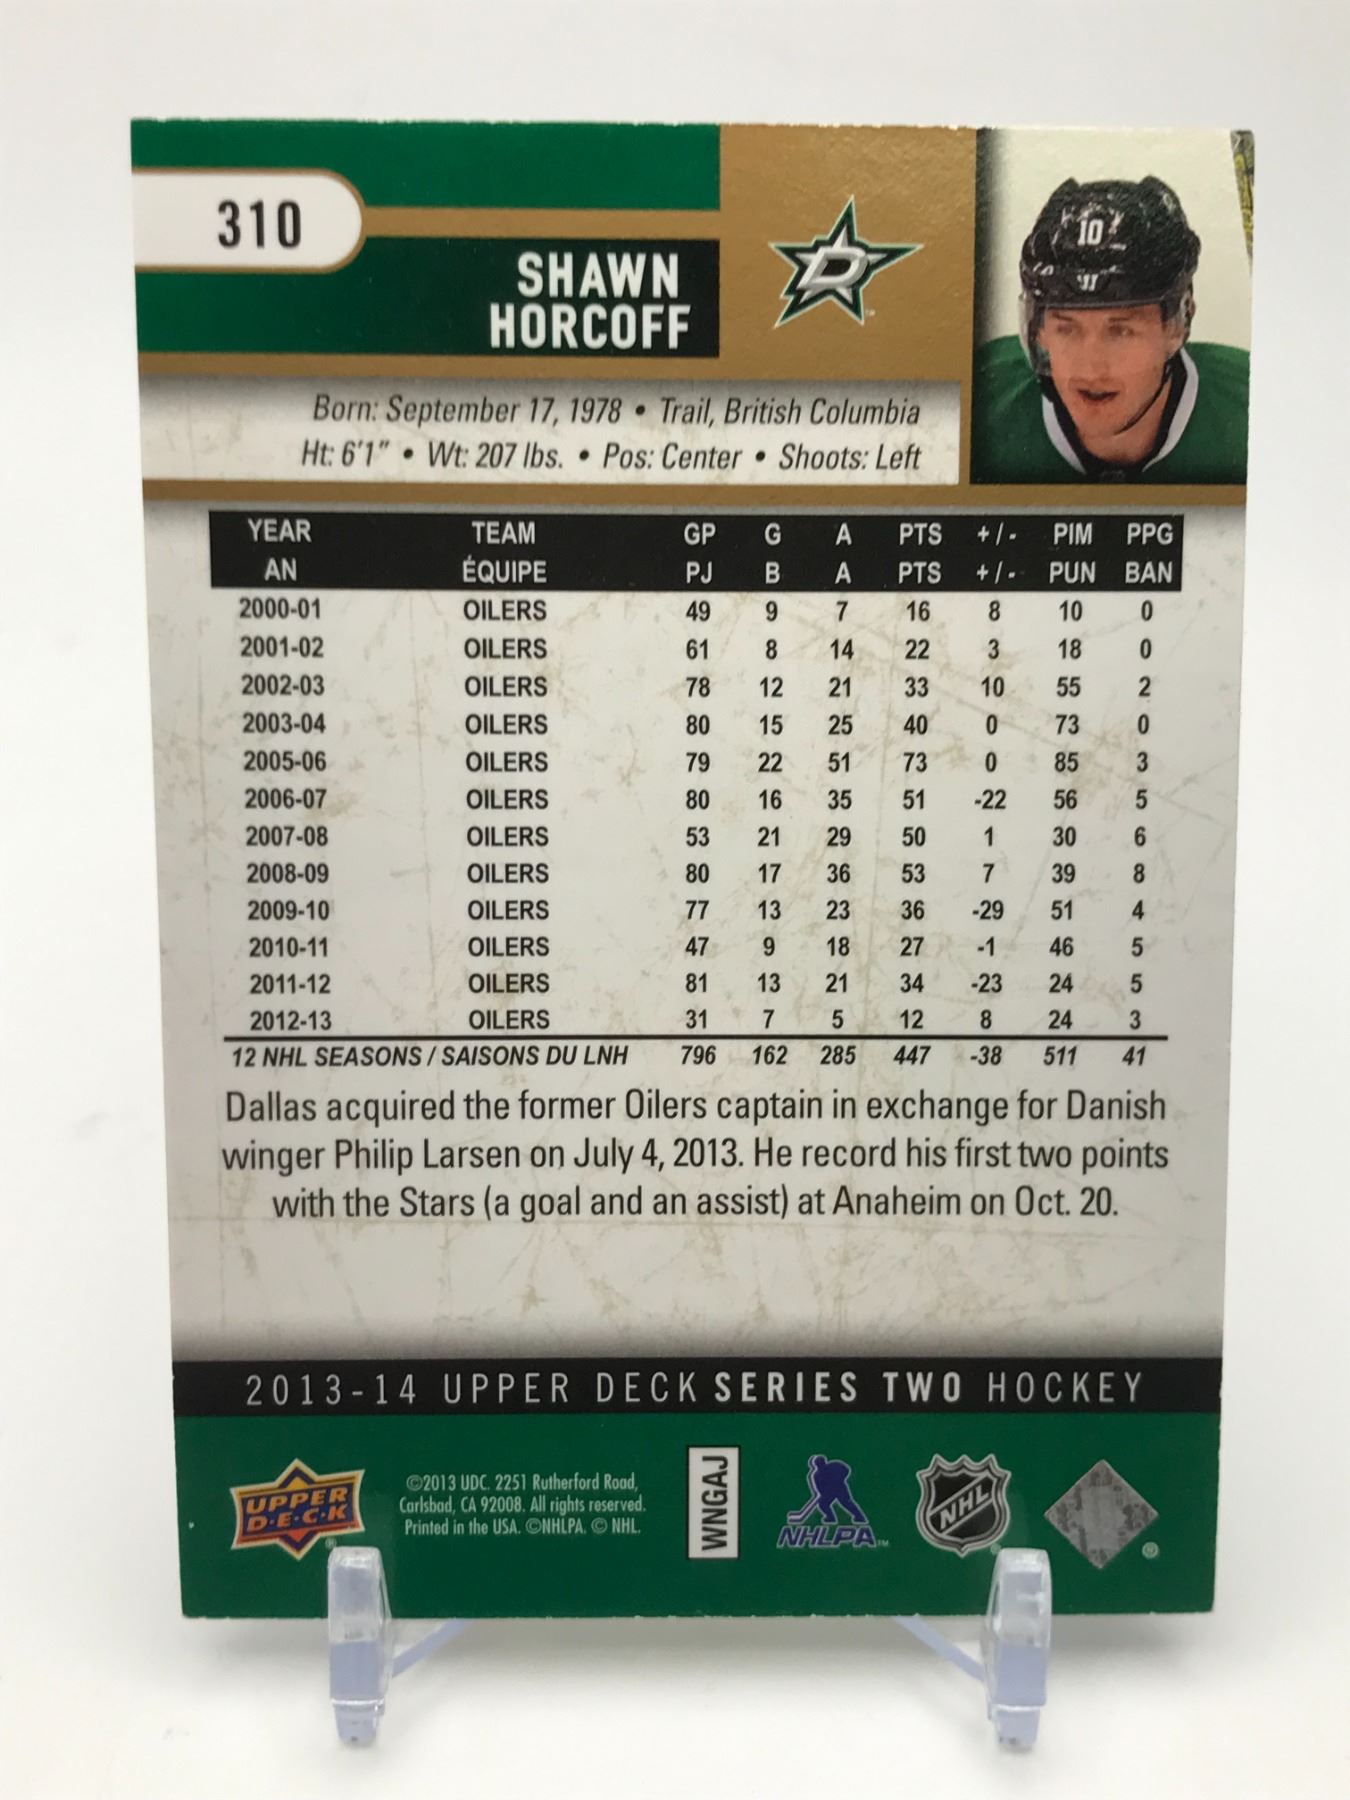 310
SHAWN
HORCOFF
D
10
Born: September 17, 1978 • Trail, British Columbia
Ht: 6'1" • Wt: 207 lbs. • Pos: Center • Shoots: Left
YEAR TEAM GP G A PTS +/- PIM PPG
AN ÉQUIPE PJ B A PTS +/- PUN BAN
2000-01 OILERS 49 9 7 16 8 10 0
2001-02 OILERS 61 8 14 22 3 18 0
2002-03 OILERS 78 12 21 33 10 55 2
2003-04 OILERS 80 15 25 40 0 73 0
2005-06 OILERS 79 22 51 73 0 85 3
2006-07 OILERS 80 16 35 51 -22 56 5
2007-08 OILERS 53 21 29 50 1 30 6
2008-09 OILERS 80 17 36 53 7 39 8
2009-10 OILERS 77 13 23 36 -29 51 4
2010-11 OILERS 47 9 18 27 -1 46 5
2011-12 OILERS 81 13 21 34 -23 24 5
2012-13 OILERS 31 7 5 12 8 24 3
12 NHL SEASONS / SAISONS DU LNH 796 162 285 447 -38 511 41
Dallas acquired the former Oilers captain in exchange for Danish
winger Philip Larsen on July 4, 2013. He record his first two points
with the Stars (a goal and an assist) at Anaheim on Oct. 20.
2013-14 UPPER DECK SERIES TWO HOCKEY
UPPER
D·E·C·K
®
©2013 UDC. 2251 Rutherford Road,
Carlsbad, CA 92008. All rights reserved.
Printed in the USA. ©NHLPA. © NHL.
WNGAJ
NHLPA™
NHL
®
®